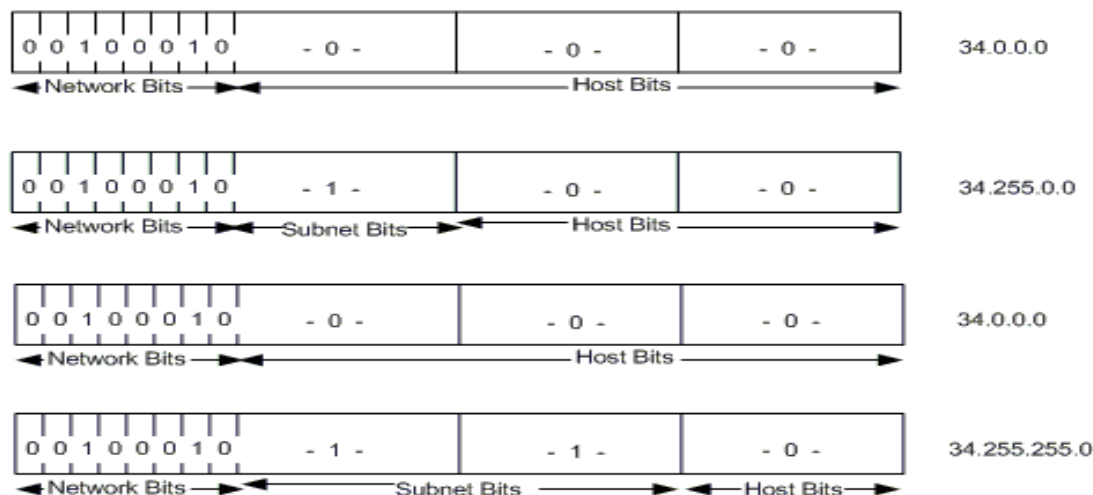 0 0 1 0 0 0 1 0 - 0 - - 0 - - 0 - 34.0.0.0
Network Bits Host Bits
0 0 1 0 0 0 1 0 - 1 - - 0 - - 0 - 34.255.0.0
Network Bits Subnet Bits Host Bits
0 0 1 0 0 0 1 0 - 0 - - 0 - - 0 - 34.0.0.0
Network Bits Host Bits
0 0 1 0 0 0 1 0 - 1 - - 1 - - 0 - 34.255.255.0
Network Bits Subnet Bits Host Bits